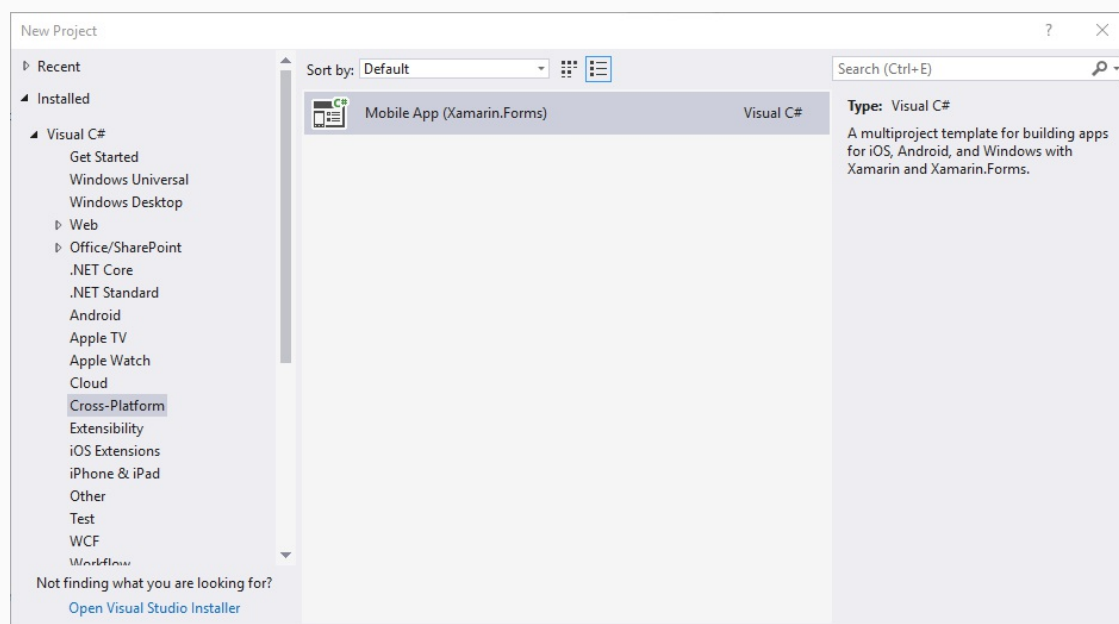 New Project
?
Recent
Installed
Visual C#
Get Started
Windows Universal
Windows Desktop
Web
Office/SharePoint
.NET Core
.NET Standard
Android
Apple TV
Apple Watch
Cloud
Cross-Platform
Extensibility
iOS Extensions
iPhone & iPad
Other
Test
WCF
Workflow
Not finding what you are looking for?
Open Visual Studio Installer
Sort by: Default
C#
Mobile App (Xamarin.Forms) Visual C#
Search (Ctrl+E)
Type: Visual C#
A multiproject template for building apps
for iOS, Android, and Windows with
Xamarin and Xamarin.Forms.